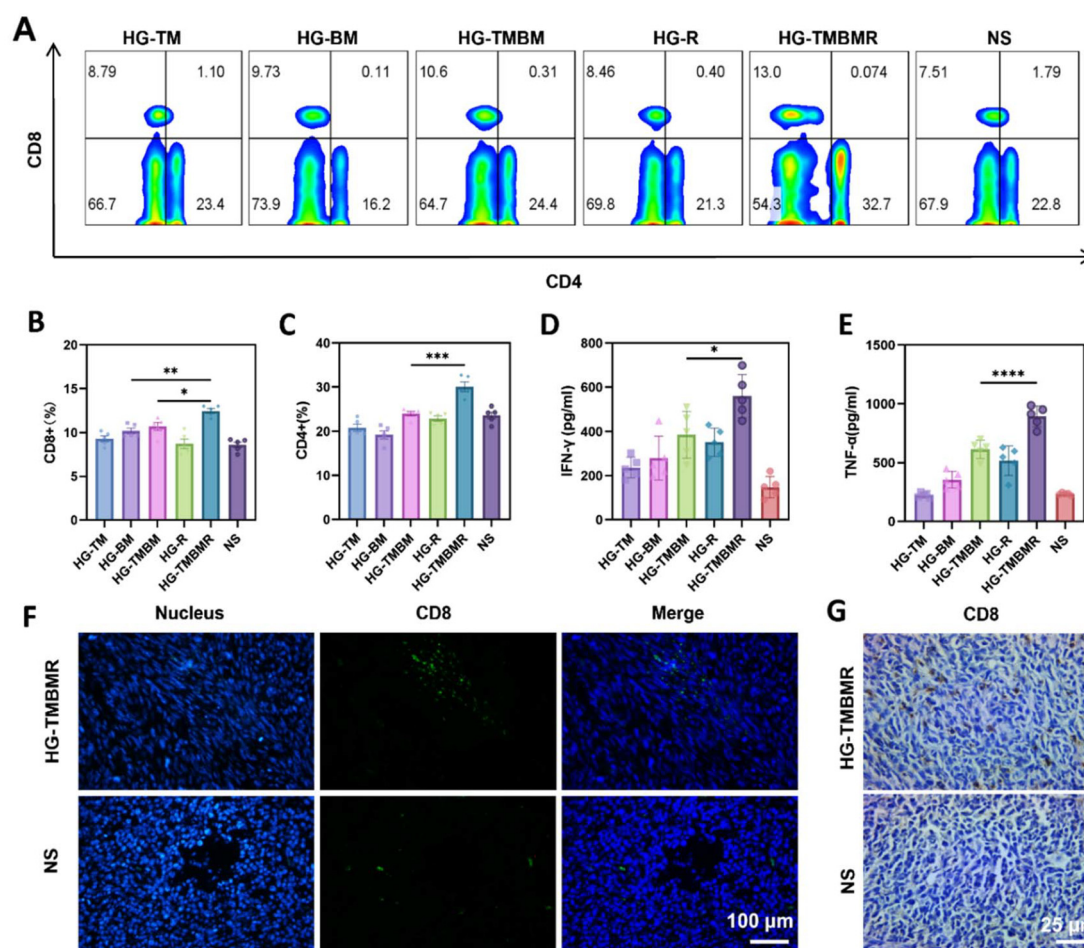 A
HG-TM HG-BM HG-TMBM HG-R HG-TMBMR NS
8.79 1.10 9.73 0.11 10.6 0.31 8.46 0.40 13.0 0.074 7.51 1.79
CD8
66.7 23.4 73.9 16.2 64.7 24.4 69.8 21.3 54.3 32.7 67.9 22.8
CD4
B
CD8+ (%)
20
15
10
5
0
**
*
HG-TM HG-BM HG-TMBM HG-R HG-TMBMR NS
C
CD4+(%)
40
30
20
10
0
***
HG-TM HG-BM HG-TMBM HG-R HG-TMBMR NS
D
IFN-γ (pg/ml)
800
600
400
200
0
*
HG-TM HG-BM HG-TMBM HG-R HG-TMBMR NS
E
TNF-α(pg/ml)
1500
1000
500
0
****
HG-TM HG-BM HG-TMBM HG-R HG-TMBMR NS
F
Nucleus CD8 Merge
HG-TMBMR
NS
100 μm
G
CD8
HG-TMBMR
NS
25